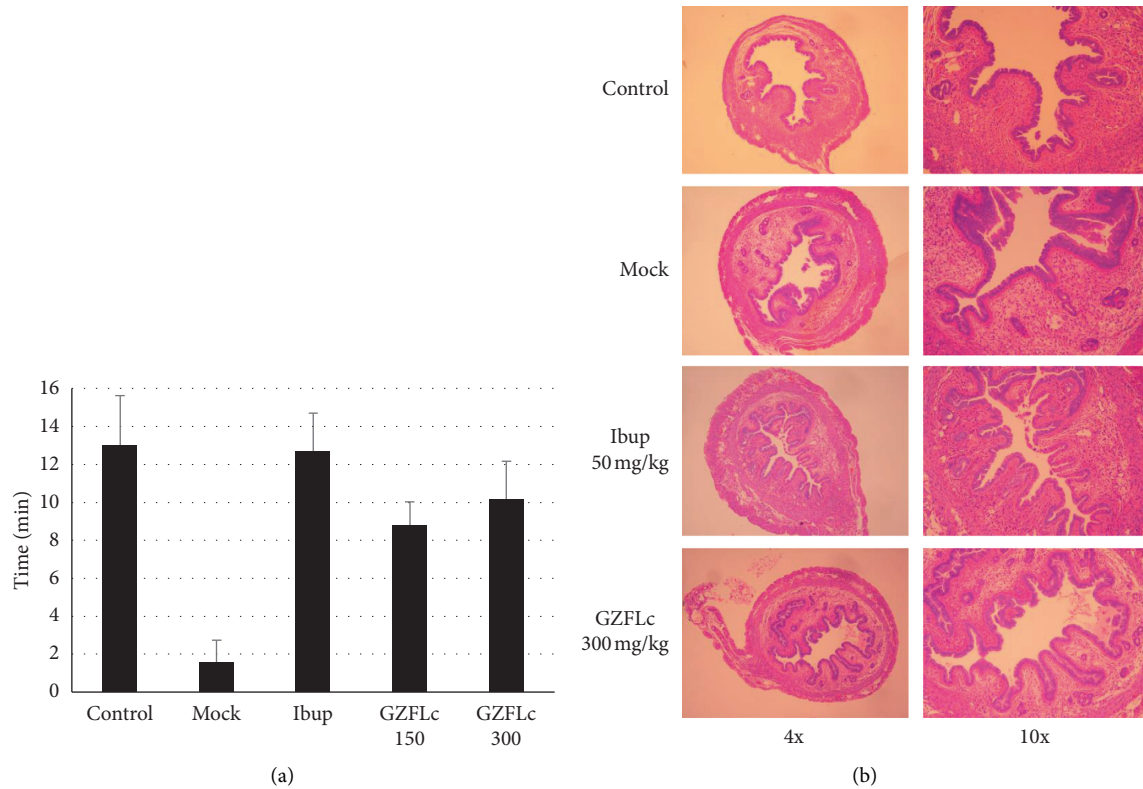 16
14
12
10
8
6
4
2
0
Time (min)
Control
Mock
Ibup
GZFLc
150
GZFLc
300
(a)
Control
Mock
Ibup
50 mg/kg
GZFLc
300 mg/kg
4x
10x
(b)